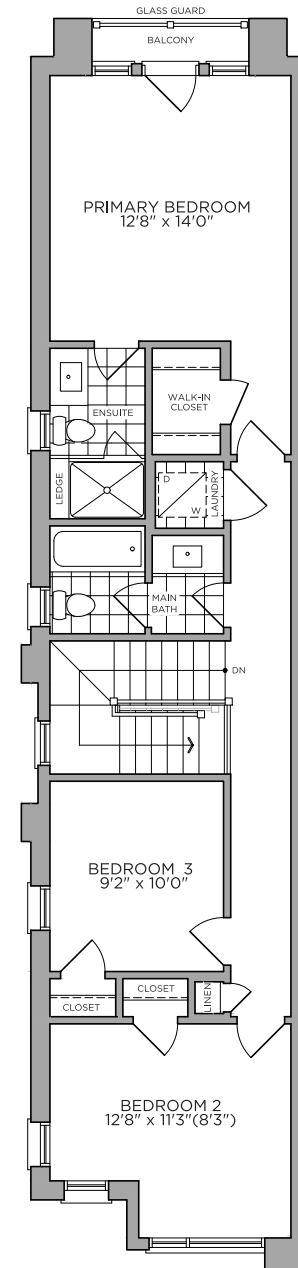 GLASS GUARD
BALCONY
PRIMARY BEDROOM
12'8" x 14'0"
WALK-IN
CLOSET
ENSUITE
LEDGE
D
W
LAUNDRY
MAIN
BATH
DN
BEDROOM 3
9'2" x 10'0"
CLOSET
CLOSET
LINEN
BEDROOM 2
12'8" x 11'3"(8'3")